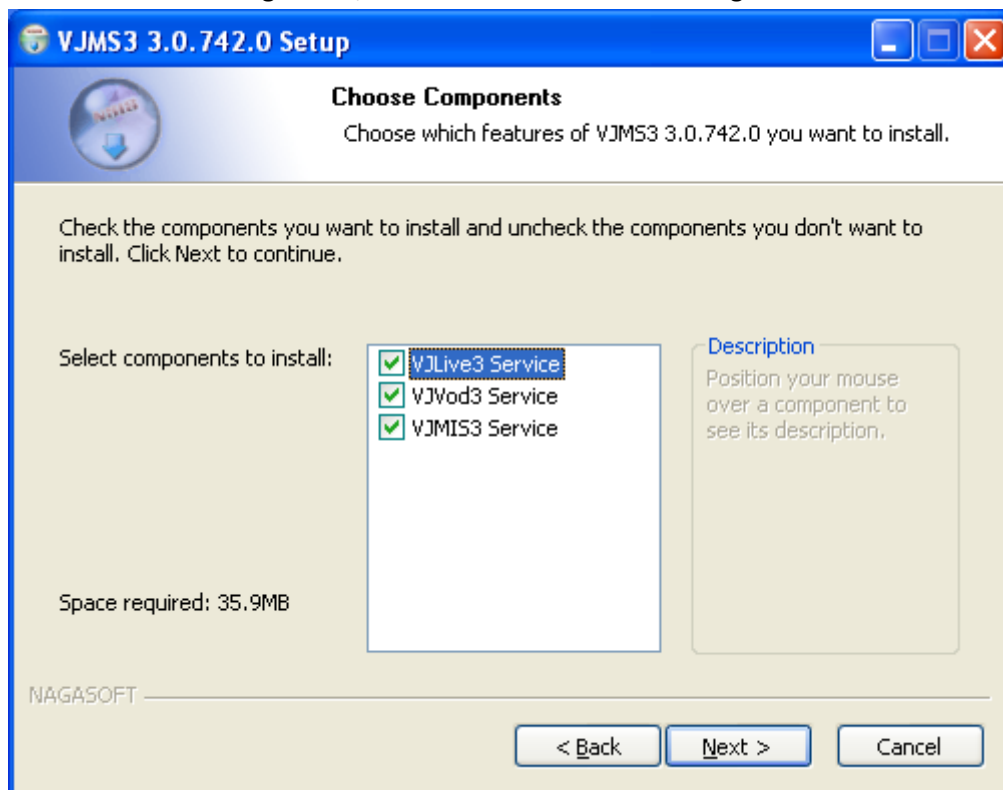 VJMS3 3.0.742.0 Setup
Naga
Choose Components
Choose which features of VJMS3 3.0.742.0 you want to install.
Check the components you want to install and uncheck the components you don't want to
install. Click Next to continue.
Select components to install:
VJLive3 Service
VJVod3 Service
VJMIS3 Service
Description
Position your mouse
over a component to
see its description.
Space required: 35.9MB
NAGASOFT
< Back
Next >
Cancel